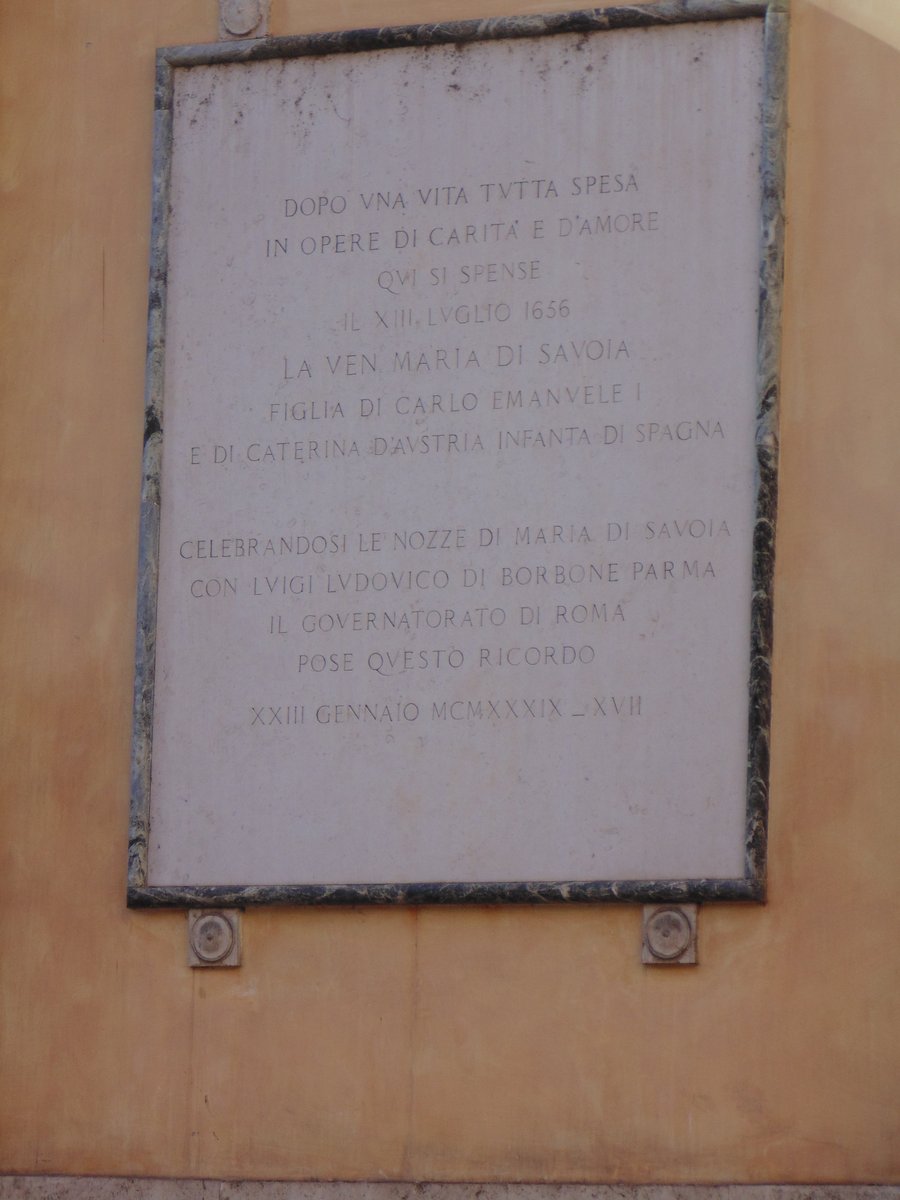 DOPO VNA VITA TVTTA SPESA
IN OPERE DI CARITA' E D'AMORE
QVI SI SPENSE
IL XIII LVGLIO 1656
LA VEN. MARIA DI SAVOIA
FIGLIA DI CARLO EMANVELE I
E DI CATERINA D'AVSTRIA INFANTA DI SPAGNA
CELEBRANDOSI LE NOZZE DI MARIA DI SAVOIA
CON LVIGI LVDOVICO DI BORBONE PARMA
IL GOVERNATORATO DI ROMA
POSE QVESTO RICORDO
XXIII GENNAIO MCMXXXIX _ XVII